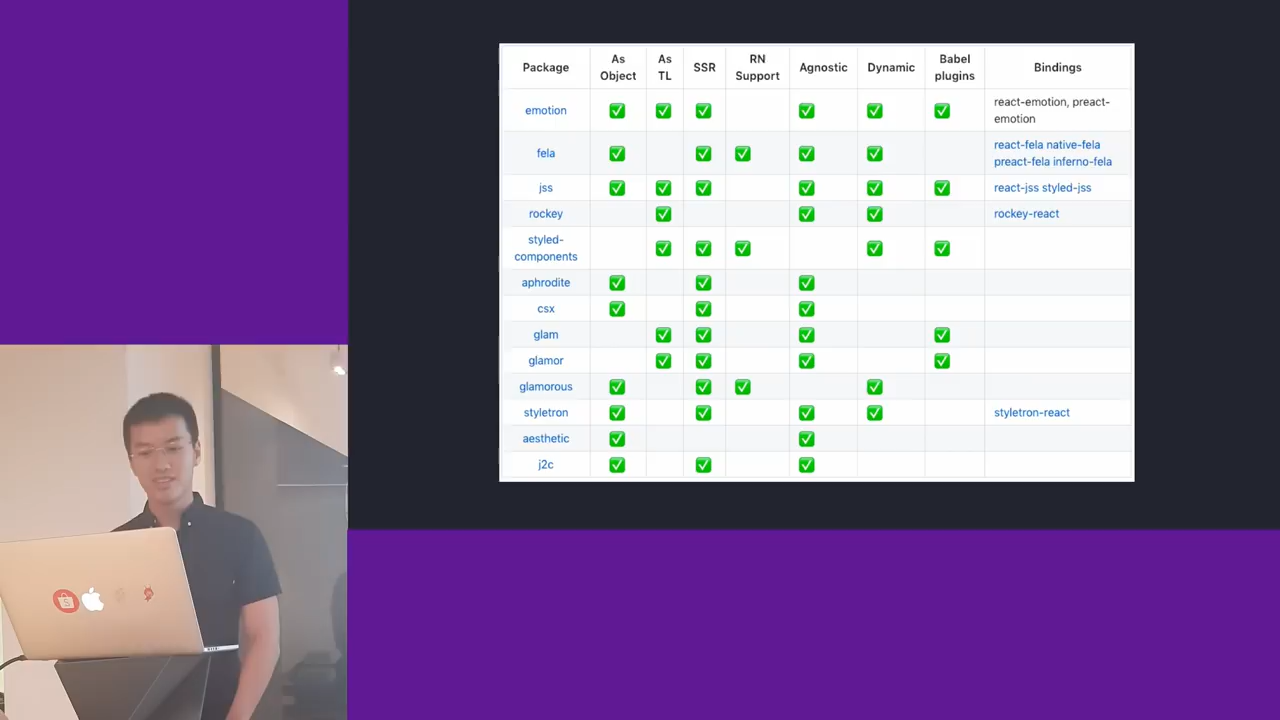 Package As Object As TL SSR RN Support Agnostic Dynamic Babel plugins Bindings
emotion ✅ ✅ ✅ ✅ ✅ ✅ react-emotion, preact-emotion
fela ✅ ✅ ✅ ✅ ✅ react-fela native-fela preact-fela inferno-fela
jss ✅ ✅ ✅ ✅ ✅ ✅ react-jss styled-jss
rockey ✅ ✅ ✅ rockey-react
styled-components ✅ ✅ ✅ ✅ ✅
aphrodite ✅ ✅ ✅
csx ✅ ✅ ✅
glam ✅ ✅ ✅ ✅
glamor ✅ ✅ ✅ ✅
glamorous ✅ ✅ ✅ ✅
styletron ✅ ✅ ✅ ✅ styletron-react
aesthetic ✅ ✅
j2c ✅ ✅ ✅